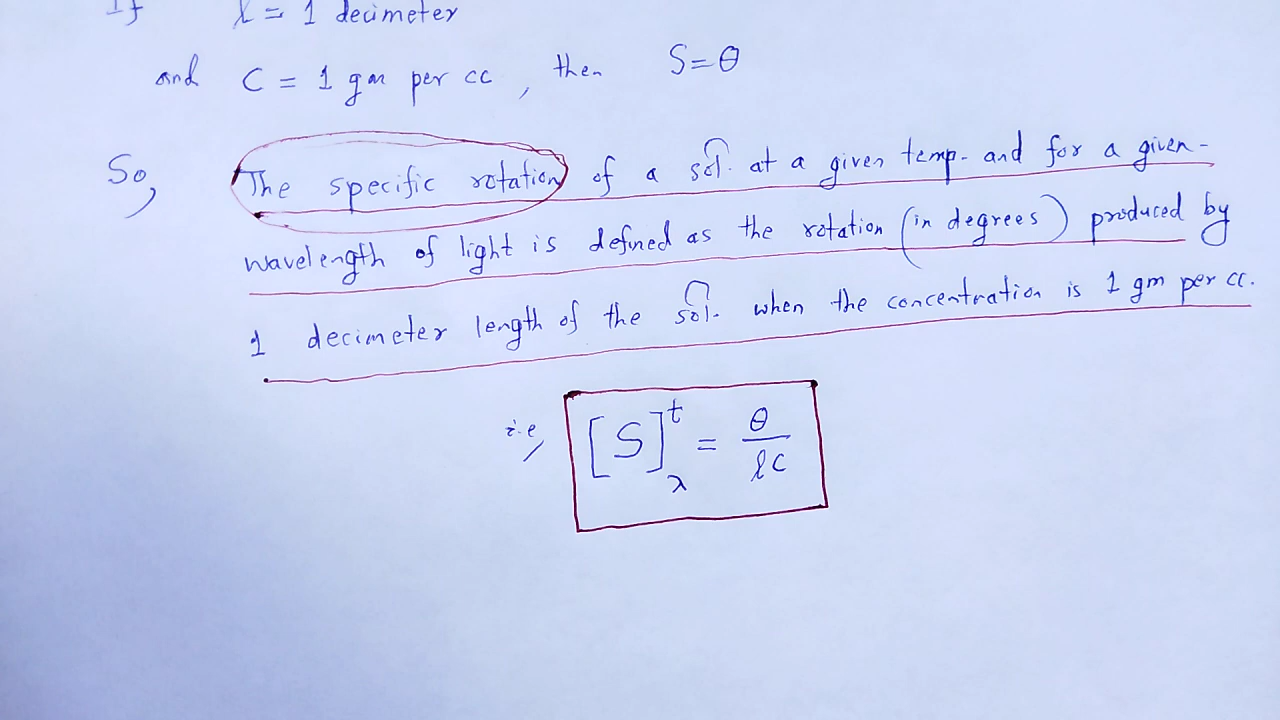 If l = 1 decimeter
and C = 1 gm per cc, then S = θ
So, The specific rotation of a sol. at a given temp. and for a given
wavelength of light is defined as the rotation (in degrees) produced by
1 decimeter length of the sol. when the concentration is 1 gm per cc.
i.e, [S]ᵗ_λ = θ / lC